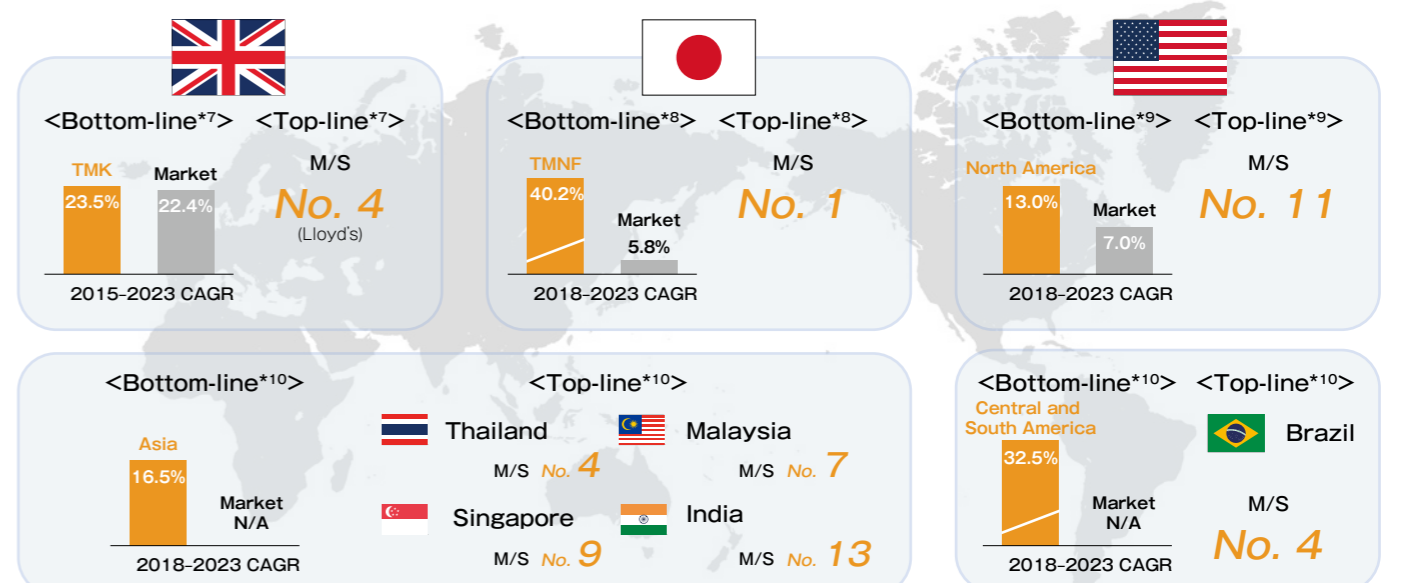 <Bottom-line*7> <Top-line*7>
TMK
23.5%
Market
22.4%
M/S
No. 4
(Lloyd's)
2015-2023 CAGR
<Bottom-line*8> <Top-line*8>
TMNF
40.2%
Market
5.8%
M/S
No. 1
2018-2023 CAGR
<Bottom-line*9> <Top-line*9>
North America
13.0%
Market
7.0%
M/S
No. 11
2018-2023 CAGR
<Bottom-line*10> <Top-line*10>
Asia
16.5%
Market
N/A
2018-2023 CAGR
Thailand
M/S No. 4
Malaysia
M/S No. 7
Singapore
M/S No. 9
India
M/S No. 13
<Bottom-line*10> <Top-line*10>
Central and
South America
32.5%
Market
N/A
2018-2023 CAGR
Brazil
M/S
No. 4